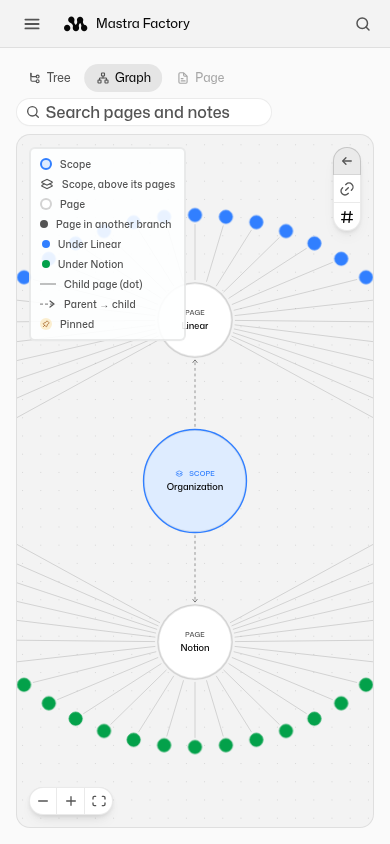 Mastra Factory
Tree
Graph
Page
Search pages and notes
Scope
Scope, above its pages
Page
Page in another branch
Under Linear
Under Notion
Child page (dot)
Parent → child
Pinned
PAGE
Linear
SCOPE
Organization
PAGE
Notion